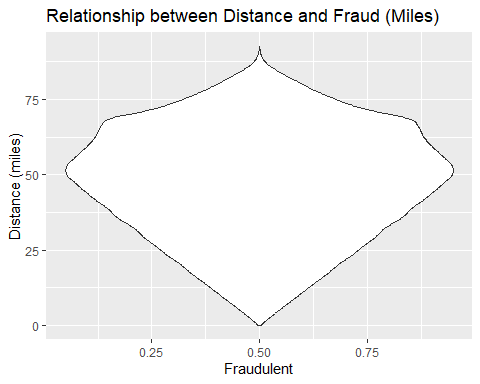 Relationship between Distance and Fraud (Miles)
Distance (miles)
75
50
25
0
0.25 0.50 0.75
Fraudulent